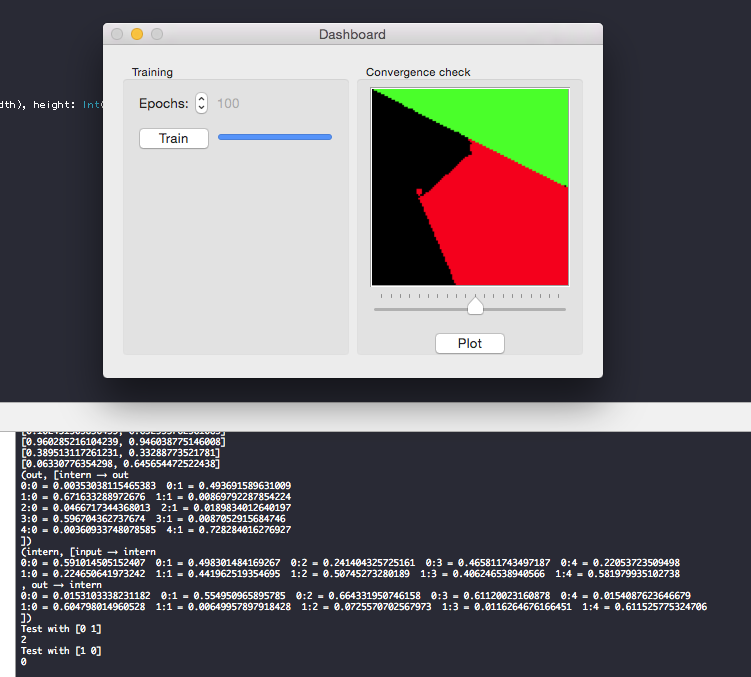 Dashboard
Training
Convergence check
dth), height: Int(
Epochs: 100
Train
Plot
[0.960285216104239, 0.946038775146008]
[0.389513117261231, 0.33288773521781]
[0.06330776354298, 0.645654472522438]
(out, [intern → out
0:0 = 0.00353038115465383 0:1 = 0.493691589631009
1:0 = 0.671633288972676 1:1 = 0.00869792287854224
2:0 = 0.0466717344368013 2:1 = 0.0189834012640197
3:0 = 0.596704362737674 3:1 = 0.0087052915684746
4:0 = 0.00360933748078585 4:1 = 0.728284016276927
])
(intern, [input → intern
0:0 = 0.591014505152407 0:1 = 0.498301484169267 0:2 = 0.241404325725161 0:3 = 0.465811743497187 0:4 = 0.22053723509498
1:0 = 0.224650641973242 1:1 = 0.441962519354695 1:2 = 0.50745273280189 1:3 = 0.406246538940566 1:4 = 0.581979935102738
, out → intern
0:0 = 0.0153103338231182 0:1 = 0.554950965895785 0:2 = 0.664331950746158 0:3 = 0.61120023160878 0:4 = 0.0154087623646679
1:0 = 0.604798014960528 1:1 = 0.00649957897918428 1:2 = 0.0725570702567973 1:3 = 0.0116264676166451 1:4 = 0.611525775324706
])
Test with [0 1]
2
Test with [1 0]
0